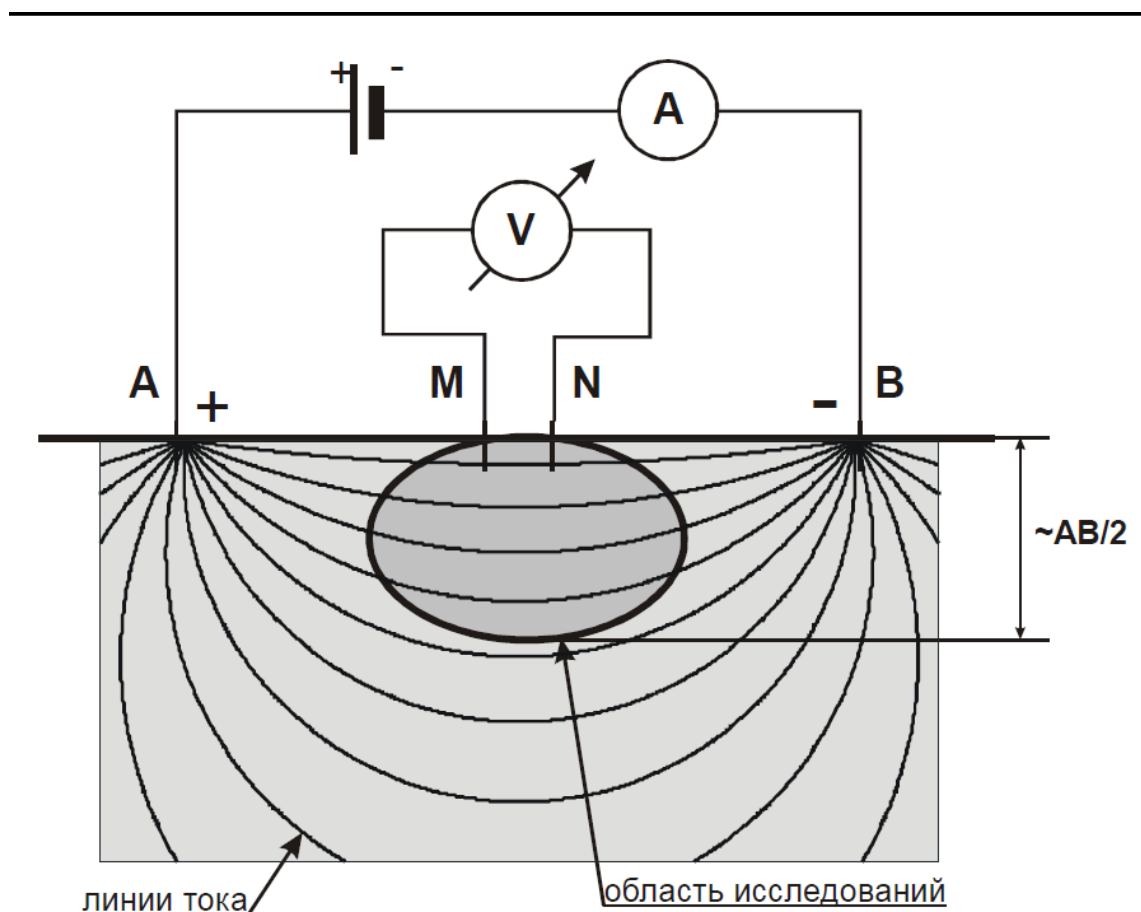 + -
A
V
A M N B
+ -
~AB/2
линии тока
область исследований